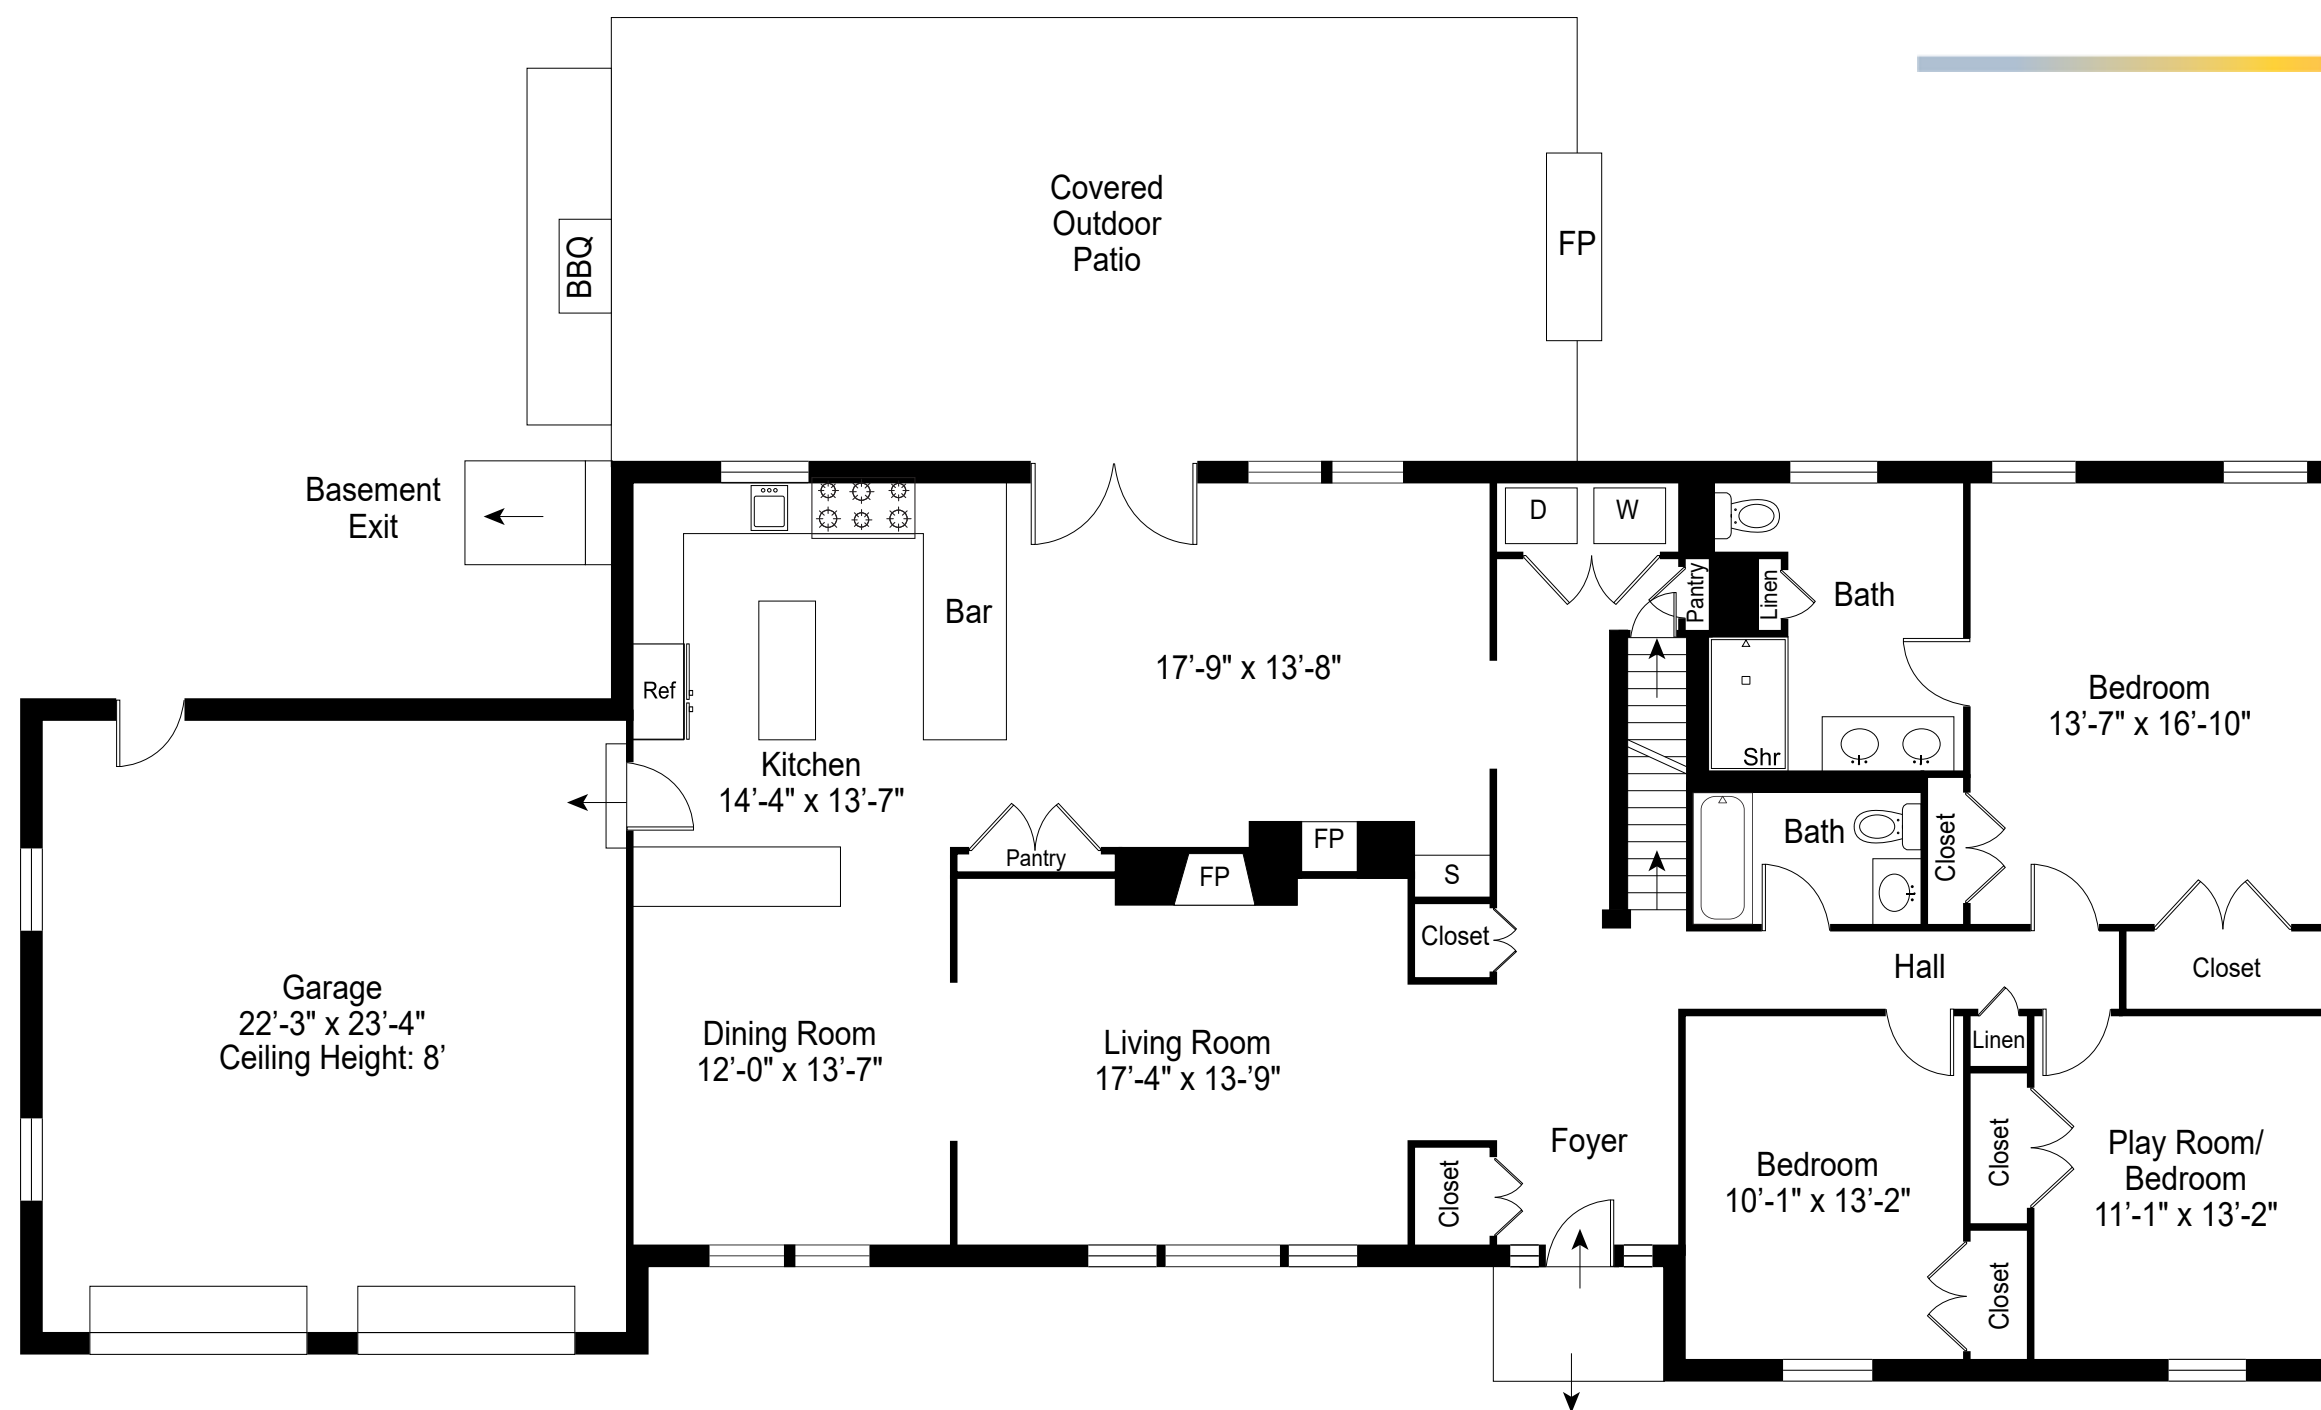 Covered
Outdoor
Patio
BBQ
FP
Basement
Exit
D
W
Pantry
Linen
Bath
Bar
17’-9" x 13’-8"
Ref
Bedroom
13’-7" x 16’-10"
Shr
Kitchen
14’-4" x 13’-7"
Bath
Closet
Pantry
FP
FP
S
Closet
Hall
Closet
Garage
22’-3" x 23’-4"
Ceiling Height: 8’
Dining Room
12’-0" x 13’-7"
Living Room
17’-4" x 13-’9"
Linen
Foyer
Closet
Bedroom
10’-1" x 13’-2"
Closet
Play Room/
Bedroom
11’-1" x 13’-2"
Closet